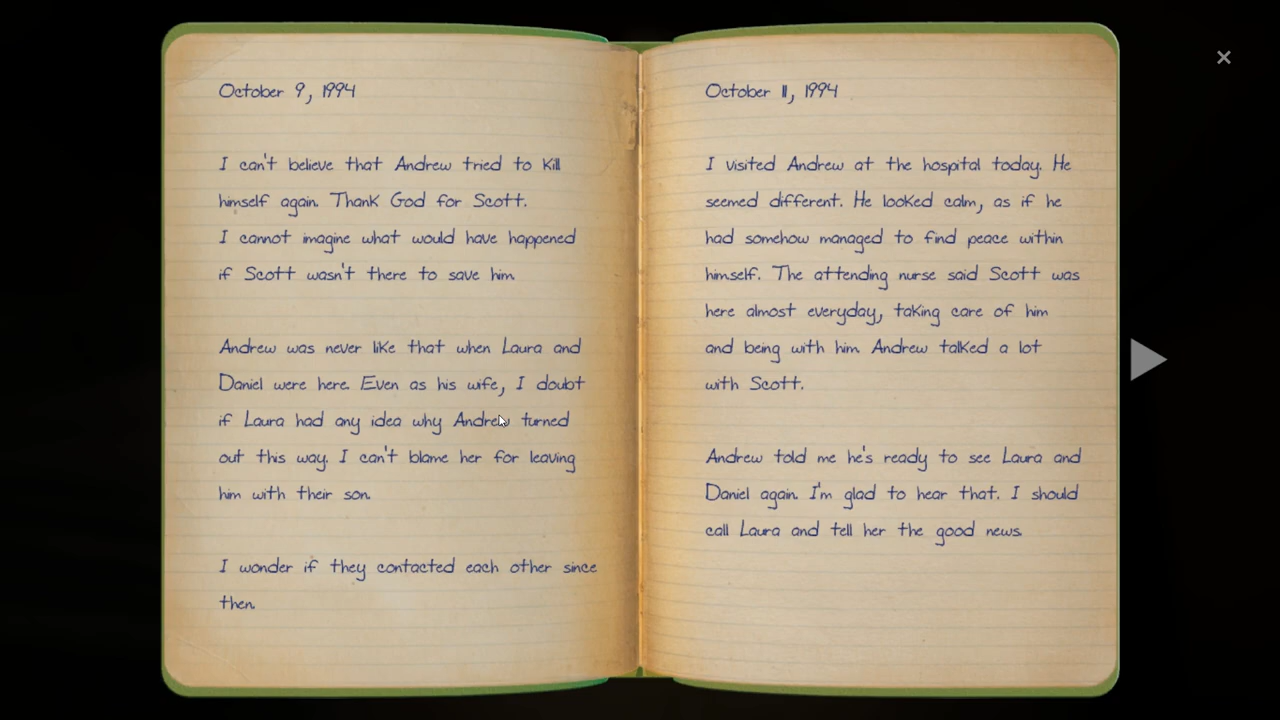 October 9, 1994
I can't believe that Andrew tried to kill
himself again. Thank God for Scott.
I cannot imagine what would have happened
if Scott wasn't there to save him.
Andrew was never like that when Laura and
Daniel were here. Even as his wife, I doubt
if Laura had any idea why Andrew turned
out this way. I can't blame her for leaving
him with their son.
I wonder if they contacted each other since
then.
October 11, 1994
I visited Andrew at the hospital today. He
seemed different. He looked calm, as if he
had somehow managed to find peace within
himself. The attending nurse said Scott was
here almost everyday, taking care of him
and being with him. Andrew talked a lot
with Scott.
Andrew told me he's ready to see Laura and
Daniel again. I'm glad to hear that. I should
call Laura and tell her the good news.